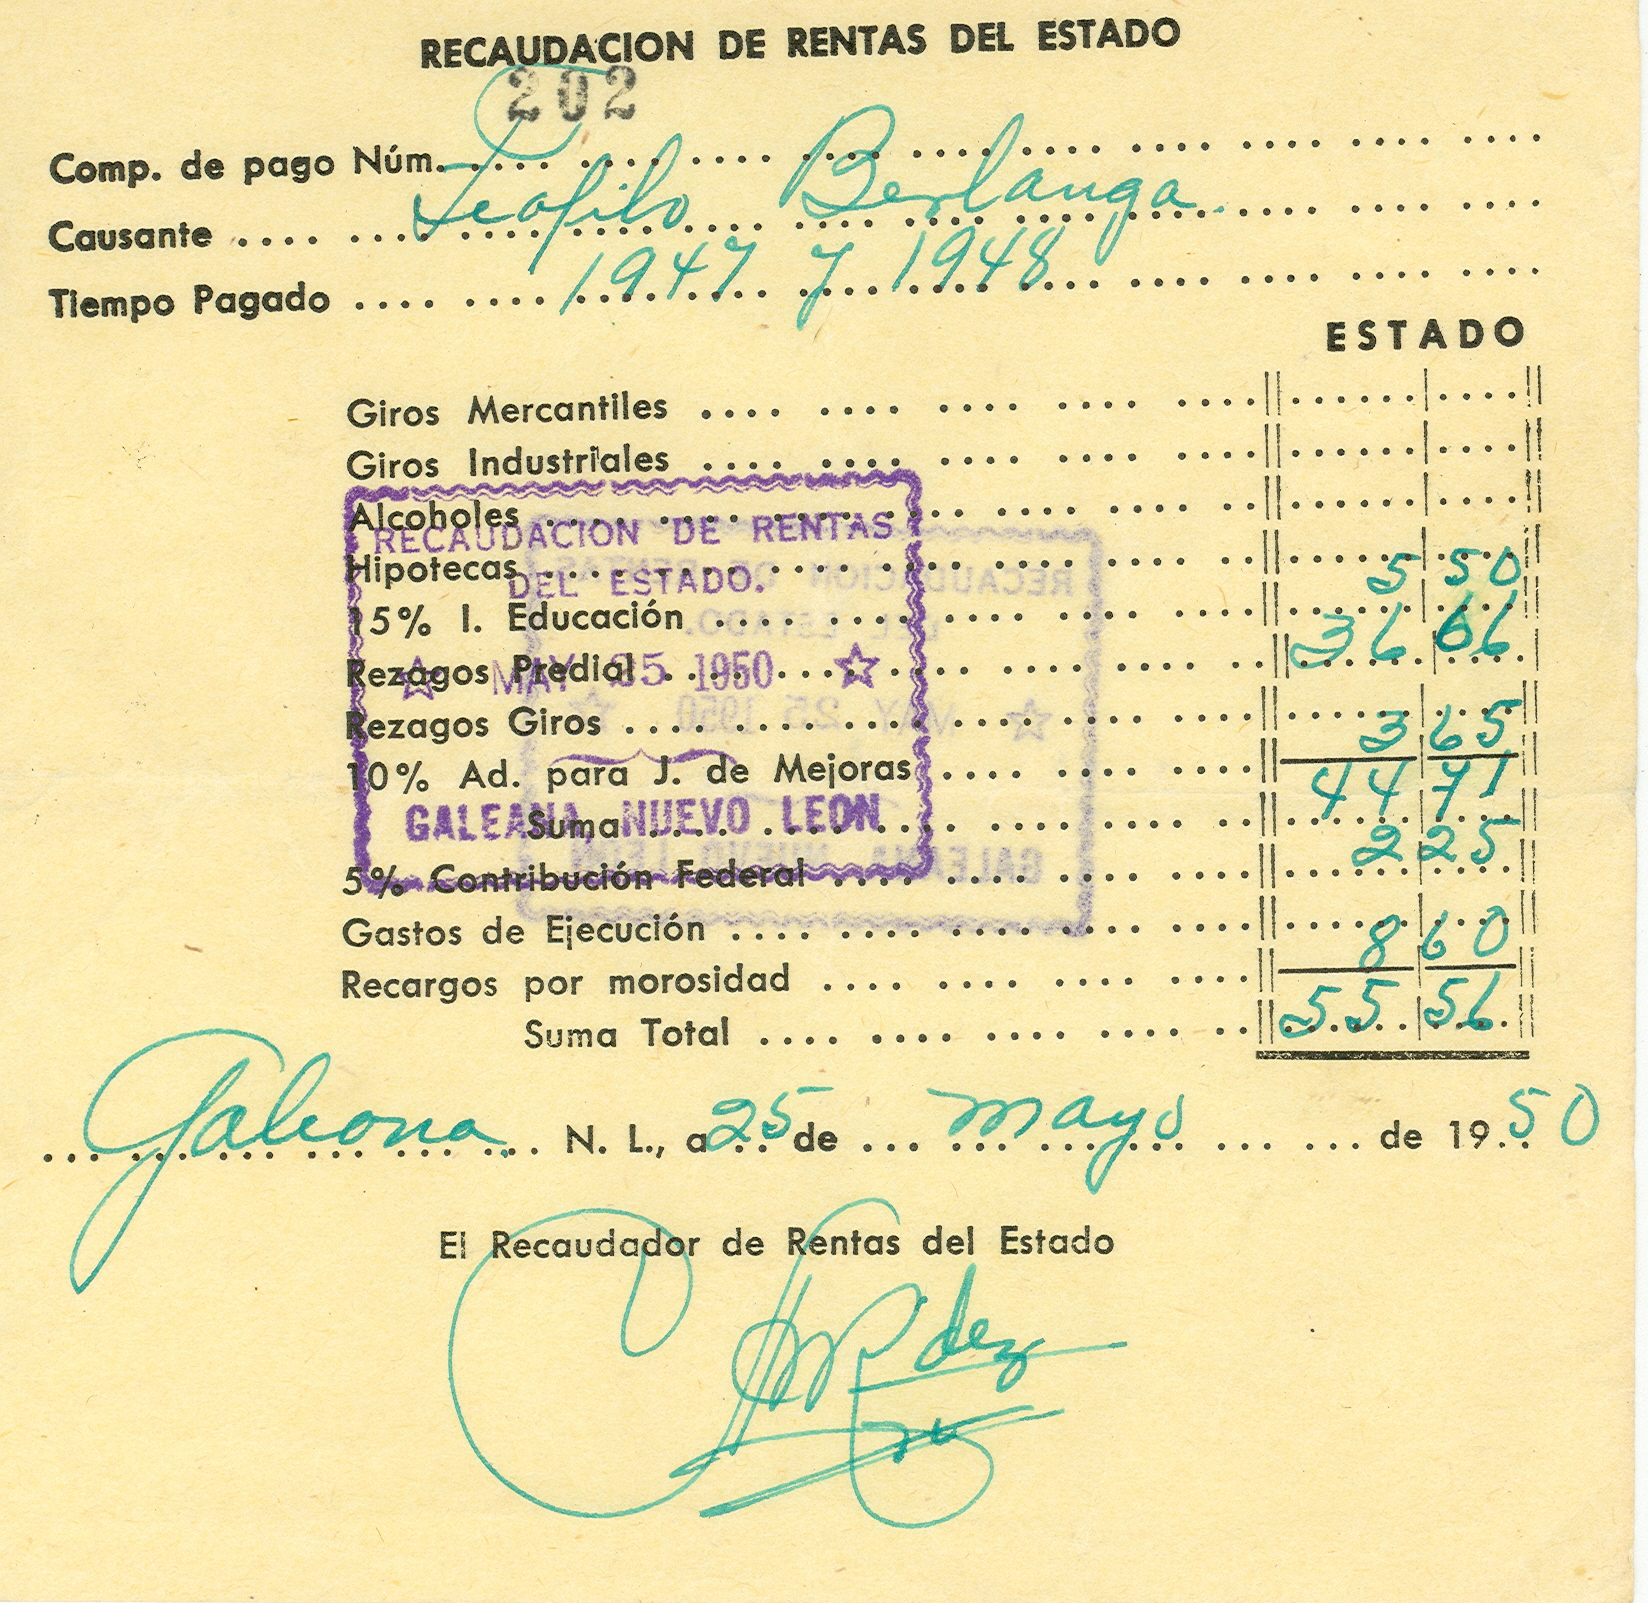 RECAUDACION DE RENTAS DEL ESTADO
202
Comp. de pago Núm. .... .... .... .... .... .... .... .... .... ....
Causante .... Teofilo Berlanga
Tiempo Pagado .... .... 1947 y 1948
ESTADO
Giros Mercantiles .... .... .... .... ....
Giros Industriales .... .... .... .... ....
Alcoholes .... .... .... .... .... .... ....
RECAUDACION DE RENTAS
Hipotecas .... .... .... .... .... .... ....
DEL ESTADO.
15% I. Educación .... .... .... .... .... 5 50
Rezagos Predial .... .... .... .... .... 36 66
MAY 25 1950
Rezagos Giros .... .... .... .... .... ....
10% Ad. para J. de Mejoras .... .... .... 3 65
GALEANA, NUEVO LEON
Suma .... .... .... .... .... .... 44 71
5% Contribución Federal .... .... .... .... 2 25
Gastos de Ejecución .... .... .... .... ....
Recargos por morosidad .... .... .... .... 8 60
Suma Total .... .... .... .... .... 55 56
Galeana N. L., a 25 de mayo de 1950
El Recaudador de Rentas del Estado